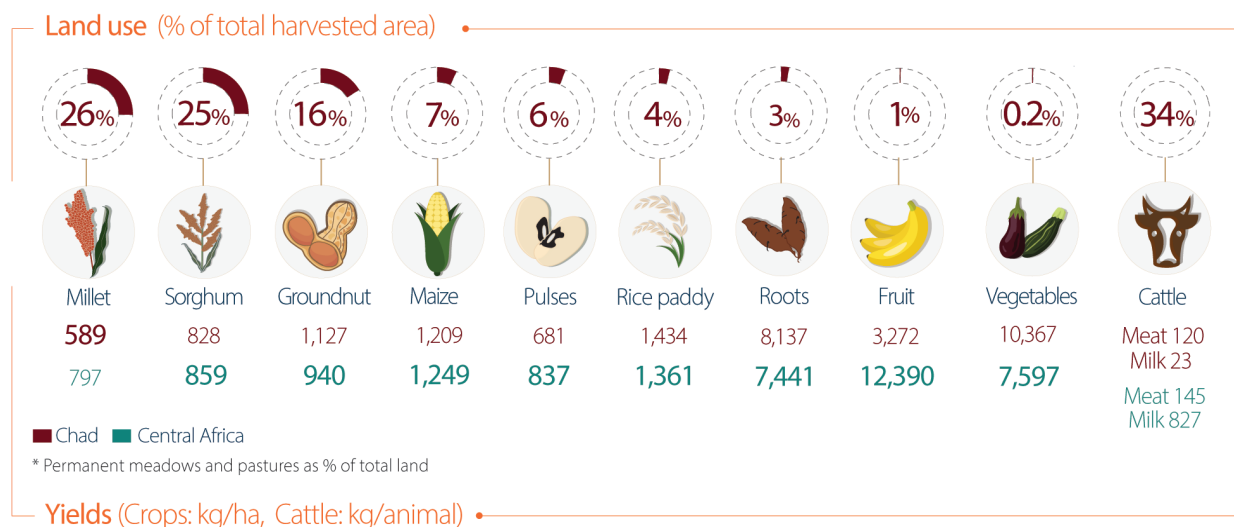 Land use (% of total harvested area)
26% 25% 16% 7% 6% 4% 3% 1% 0.2% 34%
Millet Sorghum Groundnut Maize Pulses Rice paddy Roots Fruit Vegetables Cattle
589 828 1,127 1,209 681 1,434 8,137 3,272 10,367 Meat 120
Milk 23
797 859 940 1,249 837 1,361 7,441 12,390 7,597 Meat 145
Milk 827
Chad Central Africa
* Permanent meadows and pastures as % of total land
Yields (Crops: kg/ha, Cattle: kg/animal)